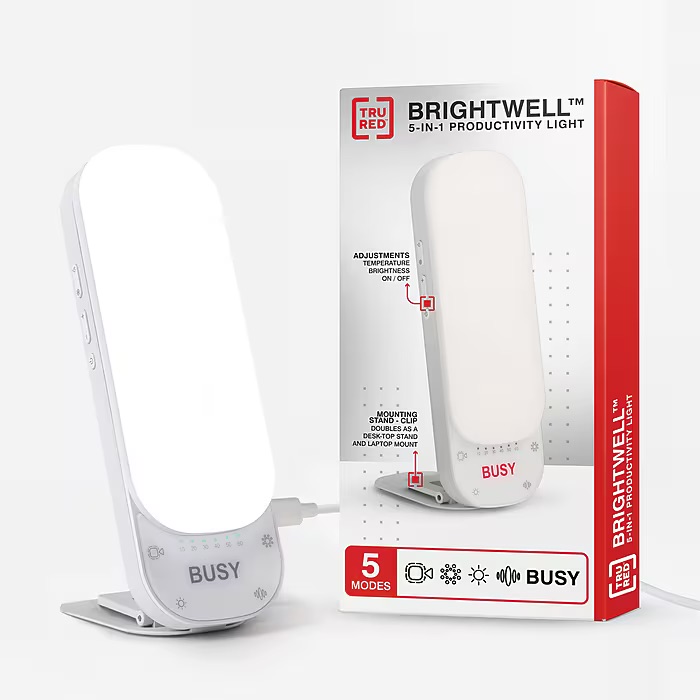 TRU
RED
BRIGHTWELL™
5-IN-1 PRODUCTIVITY LIGHT
ADJUSTMENTS
TEMPERATURE
BRIGHTNESS
ON / OFF
MOUNTING
STAND - CLIP
DOUBLES AS A
DESK-TOP STAND
AND LAPTOP MOUNT
BUSY
5
MODES
BUSY
BRIGHTWELL™
5-IN-1 PRODUCTIVITY LIGHT
TRU
RED
BUSY